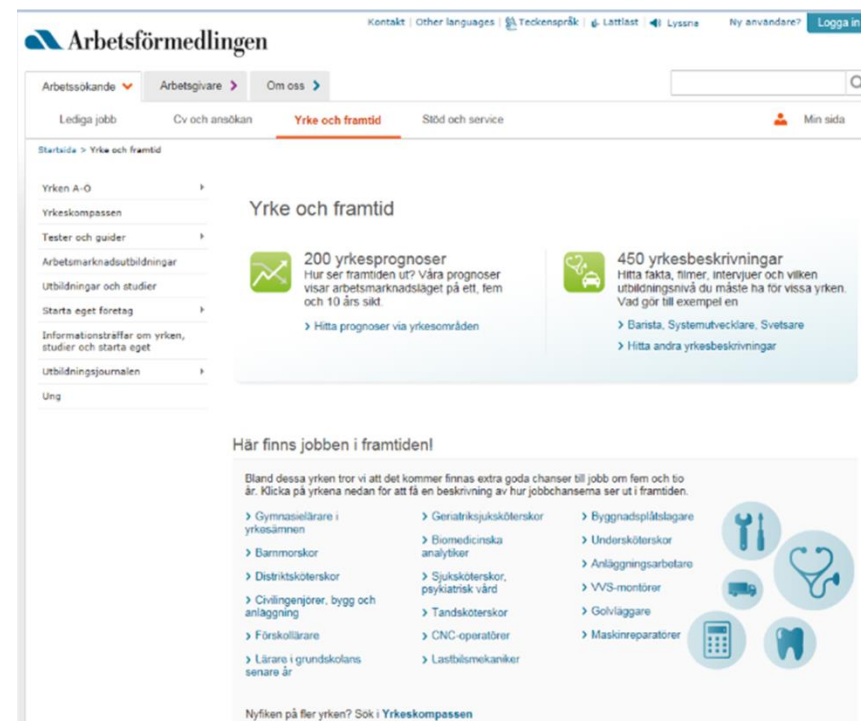 Kontakt | Other languages | Teckenspråk | Lättläst | Lyssna Ny användare? Logga in
Arbetsförmedlingen
Arbetssökande Arbetsgivare Om oss
Lediga jobb Cv och ansökan Yrke och framtid Stöd och service Min sida
Startsida > Yrke och framtid
Yrken A-Ö
Yrkeskompassen
Tester och guider
Arbetsmarknadsutbildningar
Utbildningar och studier
Starta eget företag
Informationsträffar om yrken,
studier och starta eget
Utbildningsjournalen
Ung
Yrke och framtid
200 yrkesprognoser
Hur ser framtiden ut? Våra prognoser
visar arbetsmarknadsläget på ett, fem
och 10 års sikt.
> Hitta prognoser via yrkesområden
450 yrkesbeskrivningar
Hitta fakta, filmer, intervjuer och vilken
utbildningsnivå du måste ha för vissa yrken.
Vad gör till exempel en
> Barista, Systemutvecklare, Svetsare
> Hitta andra yrkesbeskrivningar
Här finns jobben i framtiden!
Bland dessa yrken tror vi att det kommer finnas extra goda chanser till jobb om fem och tio
år. Klicka på yrkena nedan för att få en beskrivning av hur jobbchanserna ser ut i framtiden.
> Gymnasielärare i
yrkesämnen
> Barnmorskor
> Distriktsköterskor
> Civilingenjörer, bygg och
anläggning
> Förskollärare
> Lärare i grundskolans
senare år
> Geriatriksjuksköterskor
> Biomedicinska
analytiker
> Sjuksköterskor,
psykiatrisk vård
> Tandsköterskor
> CNC-operatörer
> Lastbilsmekaniker
> Byggnadsplåtslagare
> Undersköterskor
> Anläggningsarbetare
> VVS-montörer
> Golvläggare
> Maskinreparatörer
Nyfiken på fler yrken? Sök i Yrkeskompassen